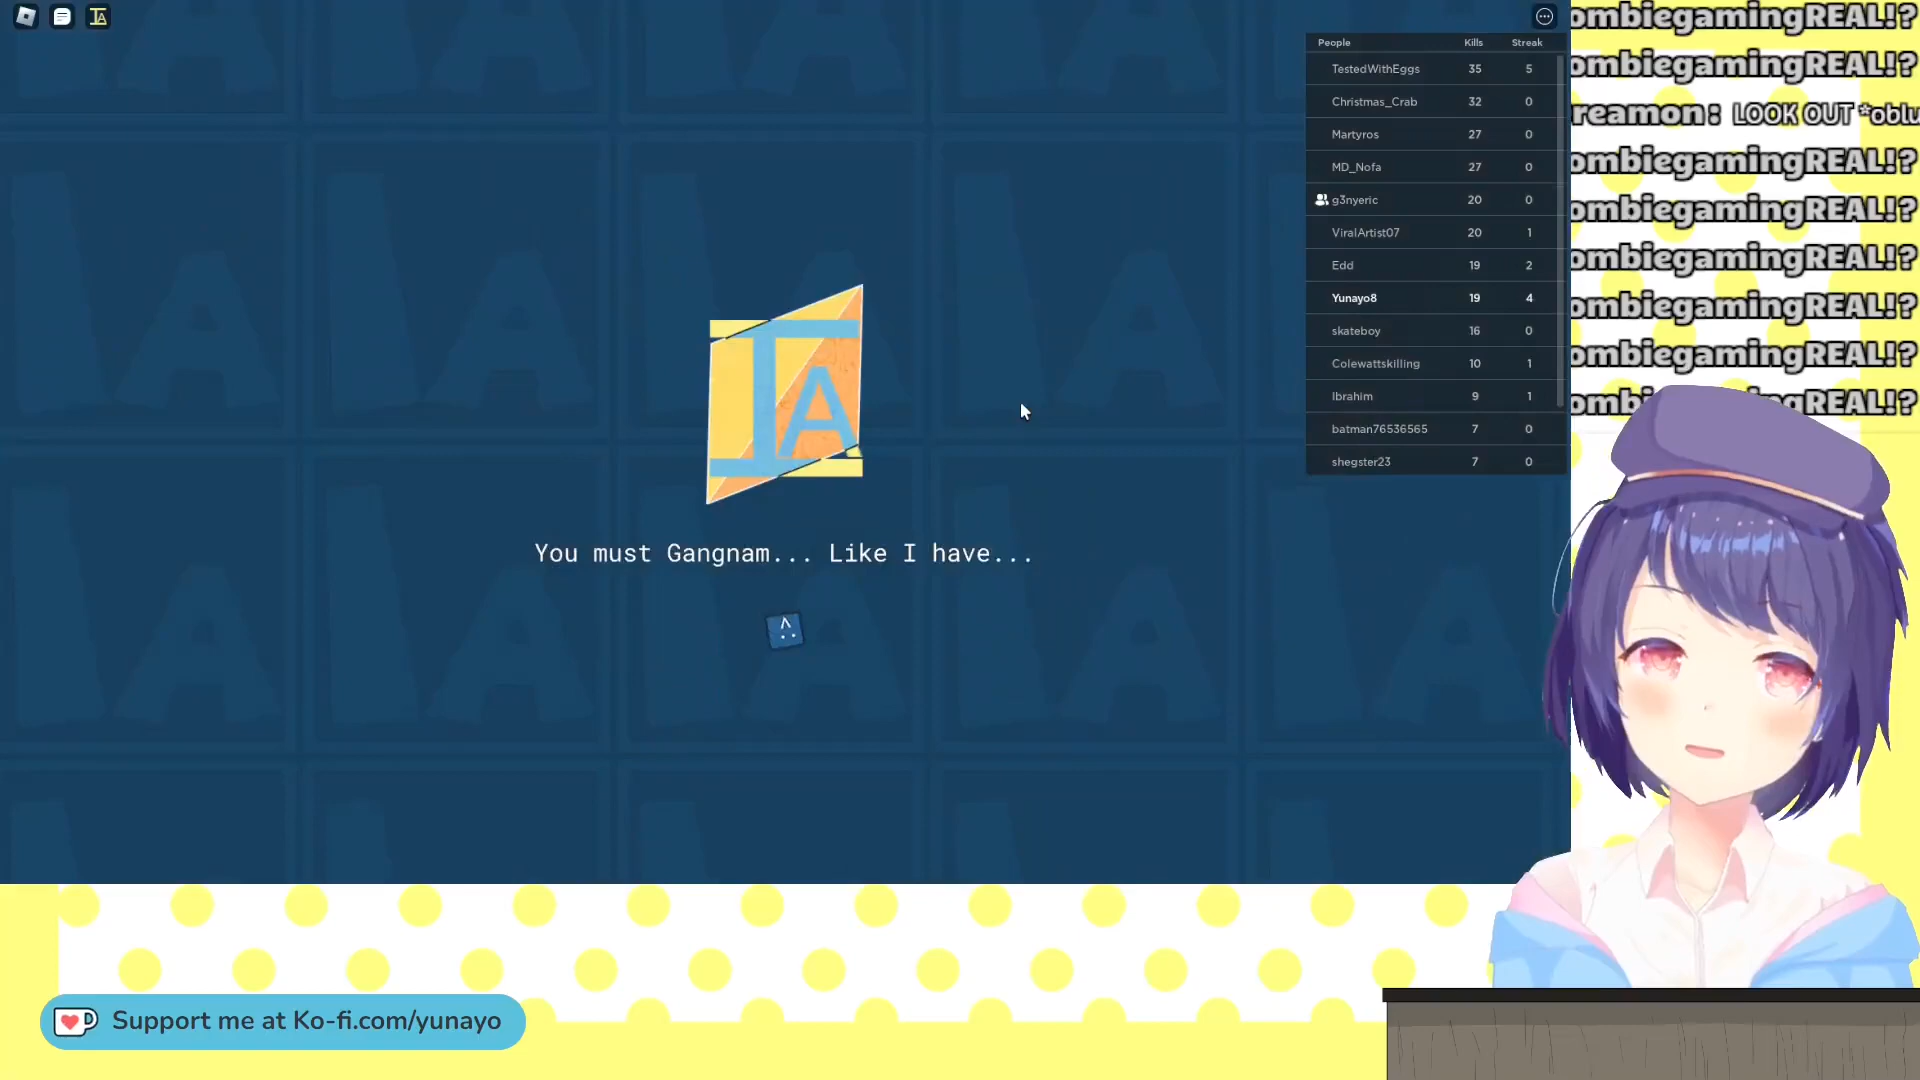 IA
People Kills Streak
TestedWithEggs 35 5
Christmas_Crab 32 0
Martyros 27 0
MD_Nofa 27 0
g3nyeric 20 0
ViralArtist07 20 1
Edd 19 2
Yunayo8 19 4
skateboy 16 0
Colewattskilling 10 1
Ibrahim 9 1
batman76536565 7 0
shegster23 7 0
ombiegamingREAL!?
ombiegamingREAL!?
reamon: LOOK OUT *oblu
ombiegamingREAL!?
ombiegamingREAL!?
ombiegamingREAL!?
ombiegamingREAL!?
ombiegamingREAL!?
ombiegamingREAL!?
IA
You must Gangnam... Like I have...
Support me at Ko-fi.com/yunayo